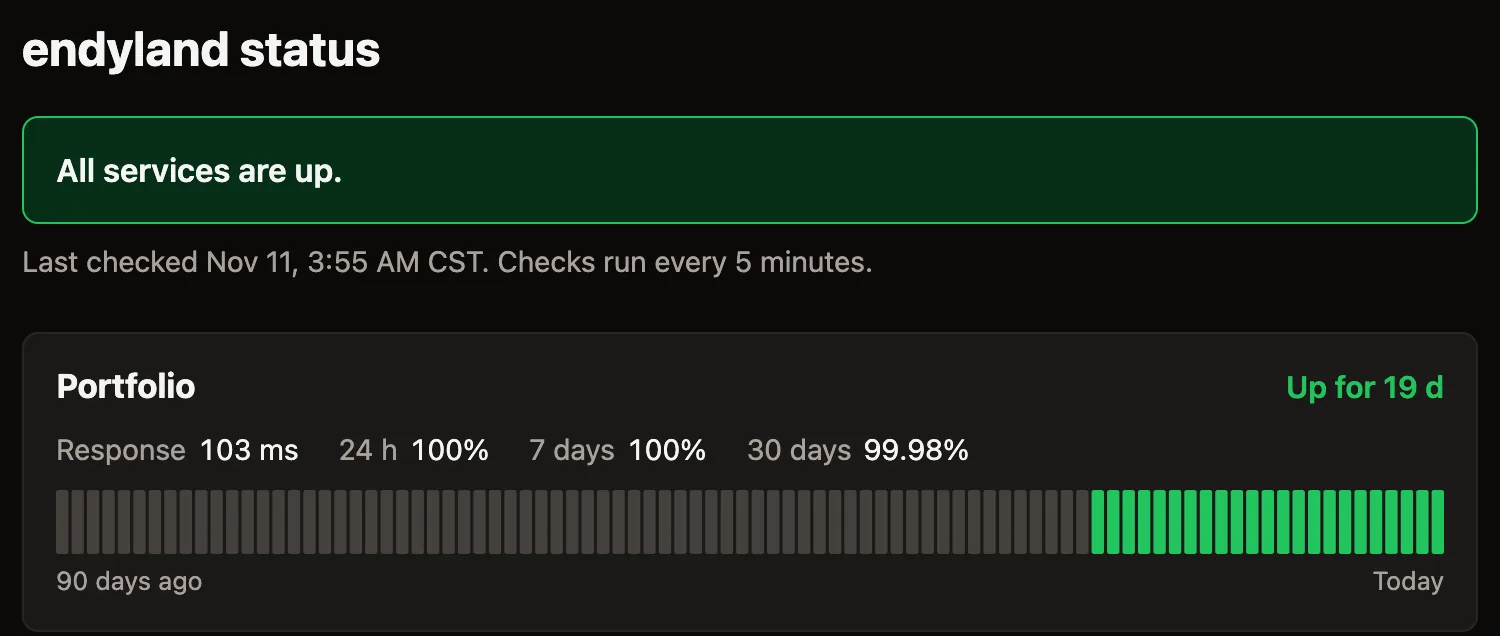 endyland status
All services are up.
Last checked Nov 11, 3:55 AM CST. Checks run every 5 minutes.
Portfolio
Up for 19 d
Response 103 ms 24 h 100% 7 days 100% 30 days 99.98%
90 days ago
Today